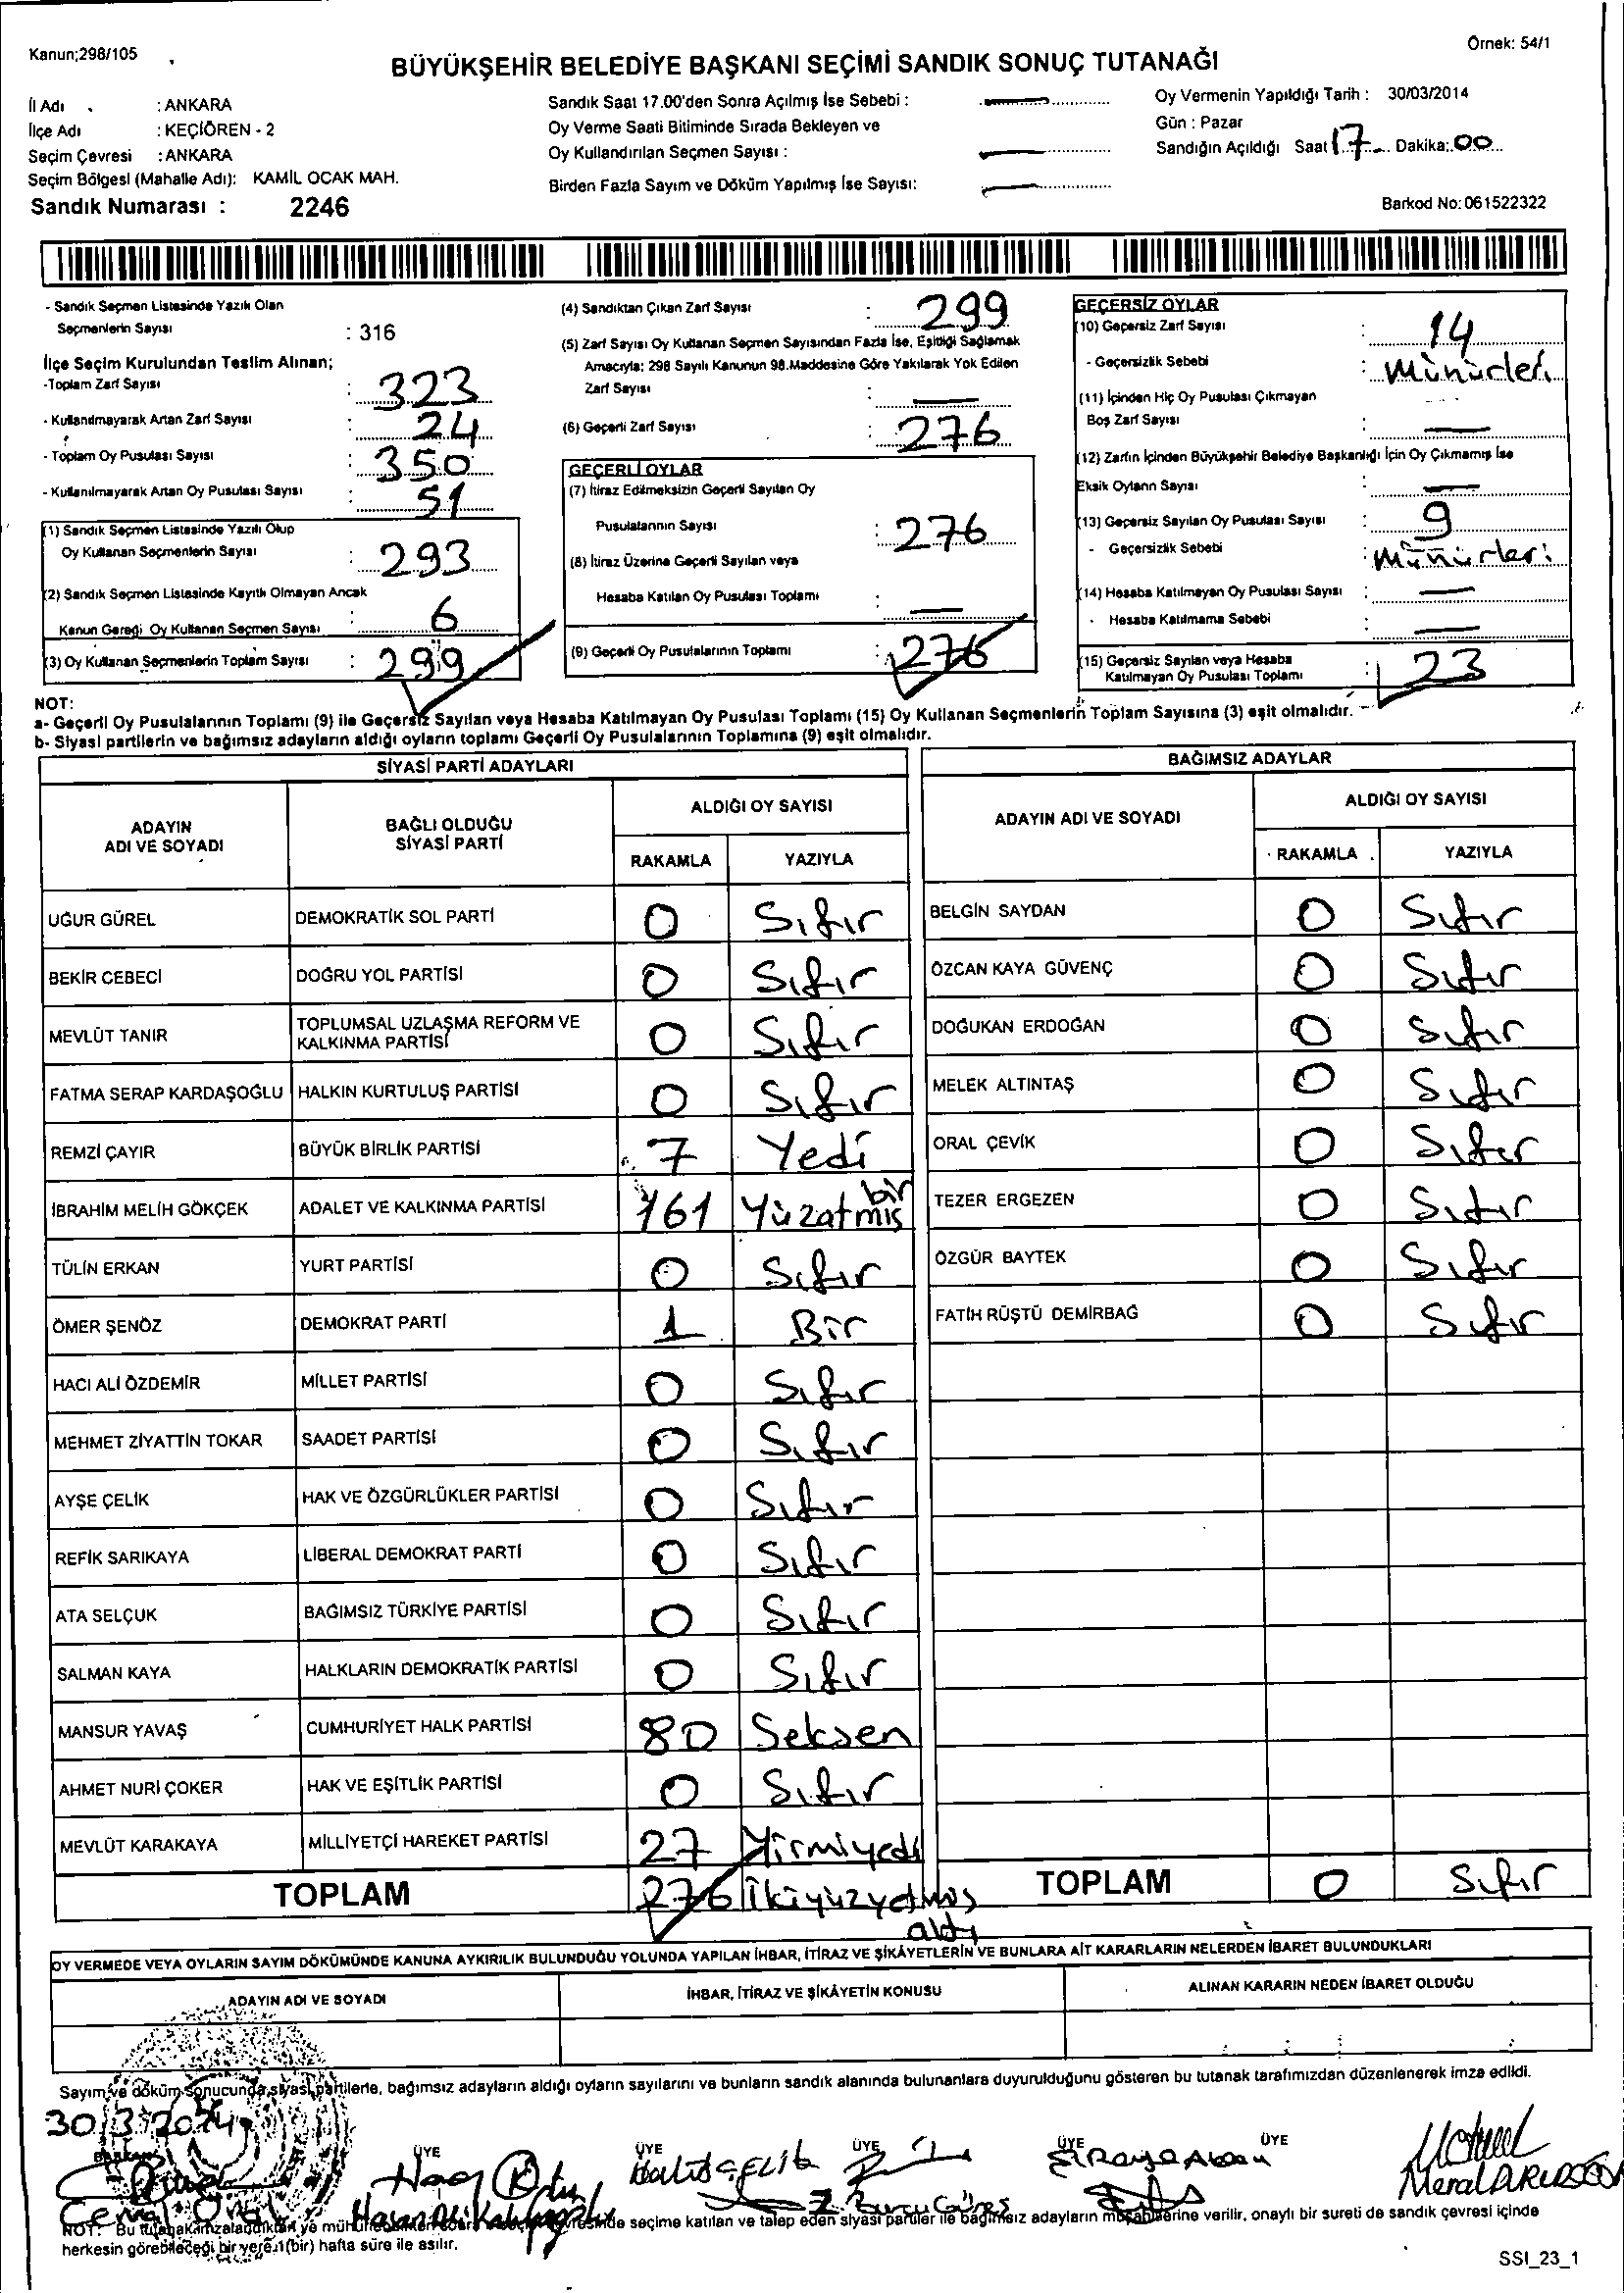 Kanun;298/105
Örnek: 54/1
BÜYÜKŞEHİR BELEDİYE BAŞKANI SEÇİMİ SANDIK SONUÇ TUTANAĞI
İl Adı : ANKARA
İlçe Adı : KEÇİÖREN - 2
Seçim Çevresi : ANKARA
Seçim Bölgesi (Mahalle Adı): KAMİL OCAK MAH.
Sandık Numarası : 2246
Sandık Saat 17.00'den Sonra Açılmış İse Sebebi :
Oy Verme Saati Bitiminde Sırada Bekleyen ve
Oy Kullandırılan Seçmen Sayısı :
Birden Fazla Sayım ve Döküm Yapılmış İse Sayısı:
Oy Vermenin Yapıldığı Tarih : 30/03/2014
Gün : Pazar
Sandığın Açıldığı Saat 17 Dakika: 00
Barkod No: 061522322
- Sandık Seçmen Listesinde Yazılı Olan
Seçmenlerin Sayısı : 316
İlçe Seçim Kurulundan Teslim Alınan;
-Toplam Zarf Sayısı : 323
- Kullanılmayarak Artan Zarf Sayısı : 24
- Toplam Oy Pusulası Sayısı : 350
- Kullanılmayarak Artan Oy Pusulası Sayısı : 51
(1) Sandık Seçmen Listesinde Yazılı Olup
Oy Kullanan Seçmenlerin Sayısı : 293
(2) Sandık Seçmen Listesinde Kayıtlı Olmayan Ancak
Kanun Gereği Oy Kullanan Seçmen Sayısı : 6
(3) Oy Kullanan Seçmenlerin Toplam Sayısı : 299
(4) Sandıktan Çıkan Zarf Sayısı : 299
(5) Zarf Sayısı Oy Kullanan Seçmen Sayısından Fazla İse, Eşitliği Sağlamak
Amacıyla; 298 Sayılı Kanunun 98.Maddesine Göre Yakılarak Yok Edilen
Zarf Sayısı :
(6) Geçerli Zarf Sayısı : 276
GEÇERLİ OYLAR
(7) İtiraz Edilmeksizin Geçerli Sayılan Oy
Pusulalarının Sayısı : 276
(8) İtiraz Üzerine Geçerli Sayılan veya
Hesaba Katılan Oy Pusulası Toplamı :
(9) Geçerli Oy Pusulalarının Toplamı : 276
GEÇERSİZ OYLAR
(10) Geçersiz Zarf Sayısı : 14
- Geçersizlik Sebebi : Mühürleri
(11) İçinden Hiç Oy Pusulası Çıkmayan
Boş Zarf Sayısı :
(12) Zarfın İçinden Büyükşehir Belediye Başkanlığı İçin Oy Çıkmamış İse
Eksik Oyların Sayısı :
(13) Geçersiz Sayılan Oy Pusulası Sayısı : 9
- Geçersizlik Sebebi : Mühürleri
(14) Hesaba Katılmayan Oy Pusulası Sayısı :
- Hesaba Katılmama Sebebi :
(15) Geçersiz Sayılan veya Hesaba
Katılmayan Oy Pusulası Toplamı : 23
NOT:
a- Geçerli Oy Pusulalarının Toplamı (9) ile Geçersiz Sayılan veya Hesaba Katılmayan Oy Pusulası Toplamı (15) Oy Kullanan Seçmenlerin Toplam Sayısına (3) eşit olmalıdır.
b- Siyasi partilerin ve bağımsız adayların aldığı oyların toplamı Geçerli Oy Pusulalarının Toplamına (9) eşit olmalıdır.
SİYASİ PARTİ ADAYLARI
ADAYIN ADI VE SOYADI BAĞLI OLDUĞU SİYASİ PARTİ ALDIĞI OY SAYISI
RAKAMLA YAZIYLA
UĞUR GÜREL DEMOKRATİK SOL PARTİ 0 Sıfır
BEKİR CEBECİ DOĞRU YOL PARTİSİ 0 Sıfır
MEVLÜT TANIR TOPLUMSAL UZLAŞMA REFORM VE KALKINMA PARTİSİ 0 Sıfır
FATMA SERAP KARDAŞOĞLU HALKIN KURTULUŞ PARTİSİ 0 Sıfır
REMZİ ÇAYIR BÜYÜK BİRLİK PARTİSİ 7 Yedi
İBRAHİM MELİH GÖKÇEK ADALET VE KALKINMA PARTİSİ 161 Yüzatmış bir
TÜLİN ERKAN YURT PARTİSİ 0 Sıfır
ÖMER ŞENÖZ DEMOKRAT PARTİ 1 Bir
HACI ALİ ÖZDEMİR MİLLET PARTİSİ 0 Sıfır
MEHMET ZİYATTİN TOKAR SAADET PARTİSİ 0 Sıfır
AYŞE ÇELİK HAK VE ÖZGÜRLÜKLER PARTİSİ 0 Sıfır
REFİK SARIKAYA LİBERAL DEMOKRAT PARTİ 0 Sıfır
ATA SELÇUK BAĞIMSIZ TÜRKİYE PARTİSİ 0 Sıfır
SALMAN KAYA HALKLARIN DEMOKRATİK PARTİSİ 0 Sıfır
MANSUR YAVAŞ CUMHURİYET HALK PARTİSİ 80 Seksen
AHMET NURİ ÇOKER HAK VE EŞİTLİK PARTİSİ 0 Sıfır
MEVLÜT KARAKAYA MİLLİYETÇİ HAREKET PARTİSİ 27 Yirmiyedi
TOPLAM 276 İkiyüzyetmiş altı
BAĞIMSIZ ADAYLAR
ADAYIN ADI VE SOYADI ALDIĞI OY SAYISI
RAKAMLA YAZIYLA
BELGİN SAYDAN 0 Sıfır
ÖZCAN KAYA GÜVENÇ 0 Sıfır
DOĞUKAN ERDOĞAN 0 Sıfır
MELEK ALTINTAŞ 0 Sıfır
ORAL ÇEVİK 0 Sıfır
TEZER ERGEZEN 0 Sıfır
ÖZGÜR BAYTEK 0 Sıfır
FATİH RÜŞTÜ DEMİRBAĞ 0 Sıfır
TOPLAM 0 Sıfır
OY VERMEDE VEYA OYLARIN SAYIM DÖKÜMÜNDE KANUNA AYKIRILIK BULUNDUĞU YOLUNDA YAPILAN İHBAR, İTİRAZ VE ŞİKÂYETLERİN VE BUNLARA AİT KARARLARIN NELERDEN İBARET BULUNDUKLARI
ADAYIN ADI VE SOYADI İHBAR, İTİRAZ VE ŞİKÂYETİN KONUSU ALINAN KARARIN NEDEN İBARET OLDUĞU
Sayım ve döküm sonucunda siyasi partilerle, bağımsız adayların aldığı oyların sayılarını ve bunların sandık alanında bulunanlara duyurulduğunu gösteren bu tutanak tarafımızdan düzenlenerek imza edildi.
30.3.2014
ÜYE ÜYE ÜYE ÜYE ÜYE
Halit ÇELİK
Burcu Güneş
Meral
NOT: Bu tutanak imzalandıktan ve seçime katılan ve talep eden siyasi partiler ile bağımsız adayların müşahitlerine verilir, onaylı bir sureti de sandık çevresi içinde
herkesin görebileceği bir yere 1(bir) hafta süre ile asılır.
SSI_23_1